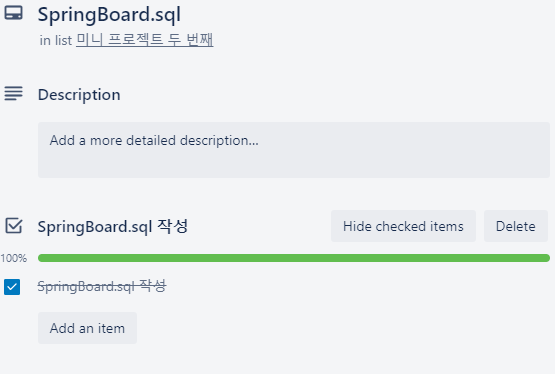 SpringBoard.sql
in list 미니 프로젝트 두 번째
Description
Add a more detailed description...
SpringBoard.sql 작성
Hide checked items
Delete
100%
SpringBoard.sql 작성
Add an item